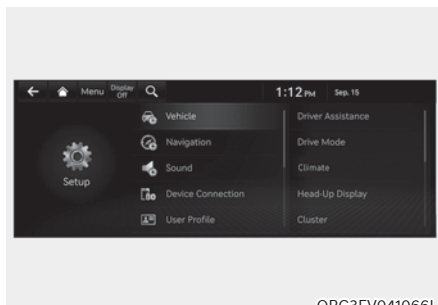 Menu Display Off 1:12 PM Sep. 15
Vehicle Driver Assistance
Navigation Drive Mode
Setup Sound Climate
Device Connection Head-Up Display
User Profile Cluster